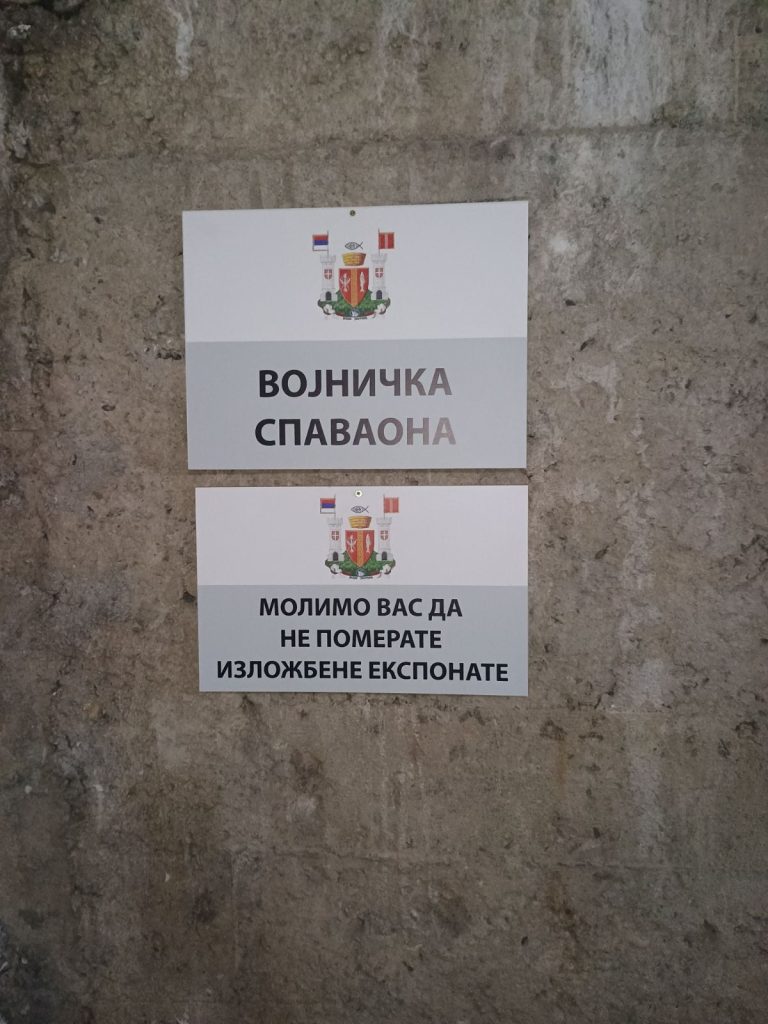 ВОЈНИЧКА
СПАВАОНА
МОЛИМО ВАС ДА
НЕ ПОМЕРАТЕ
ИЗЛОЖБЕНЕ ЕКСПОНАТЕ